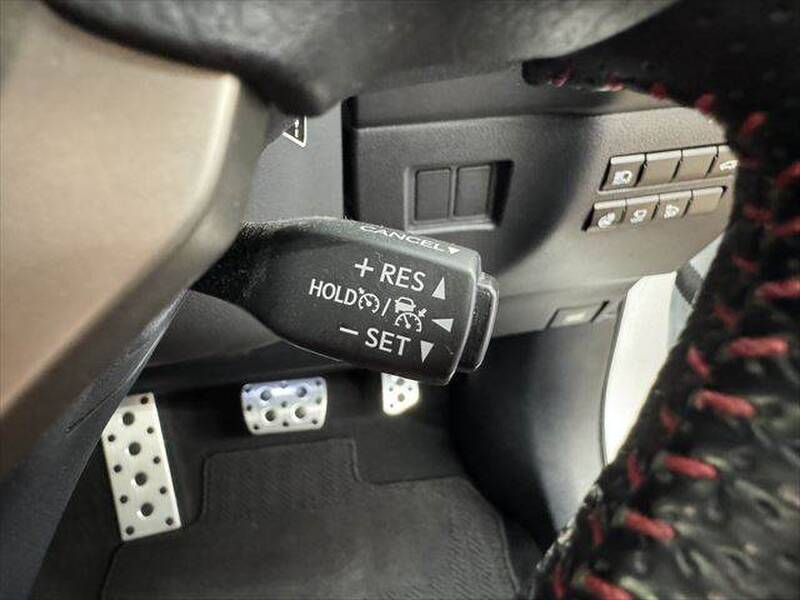 CANCEL
+ RES
HOLD /
− SET